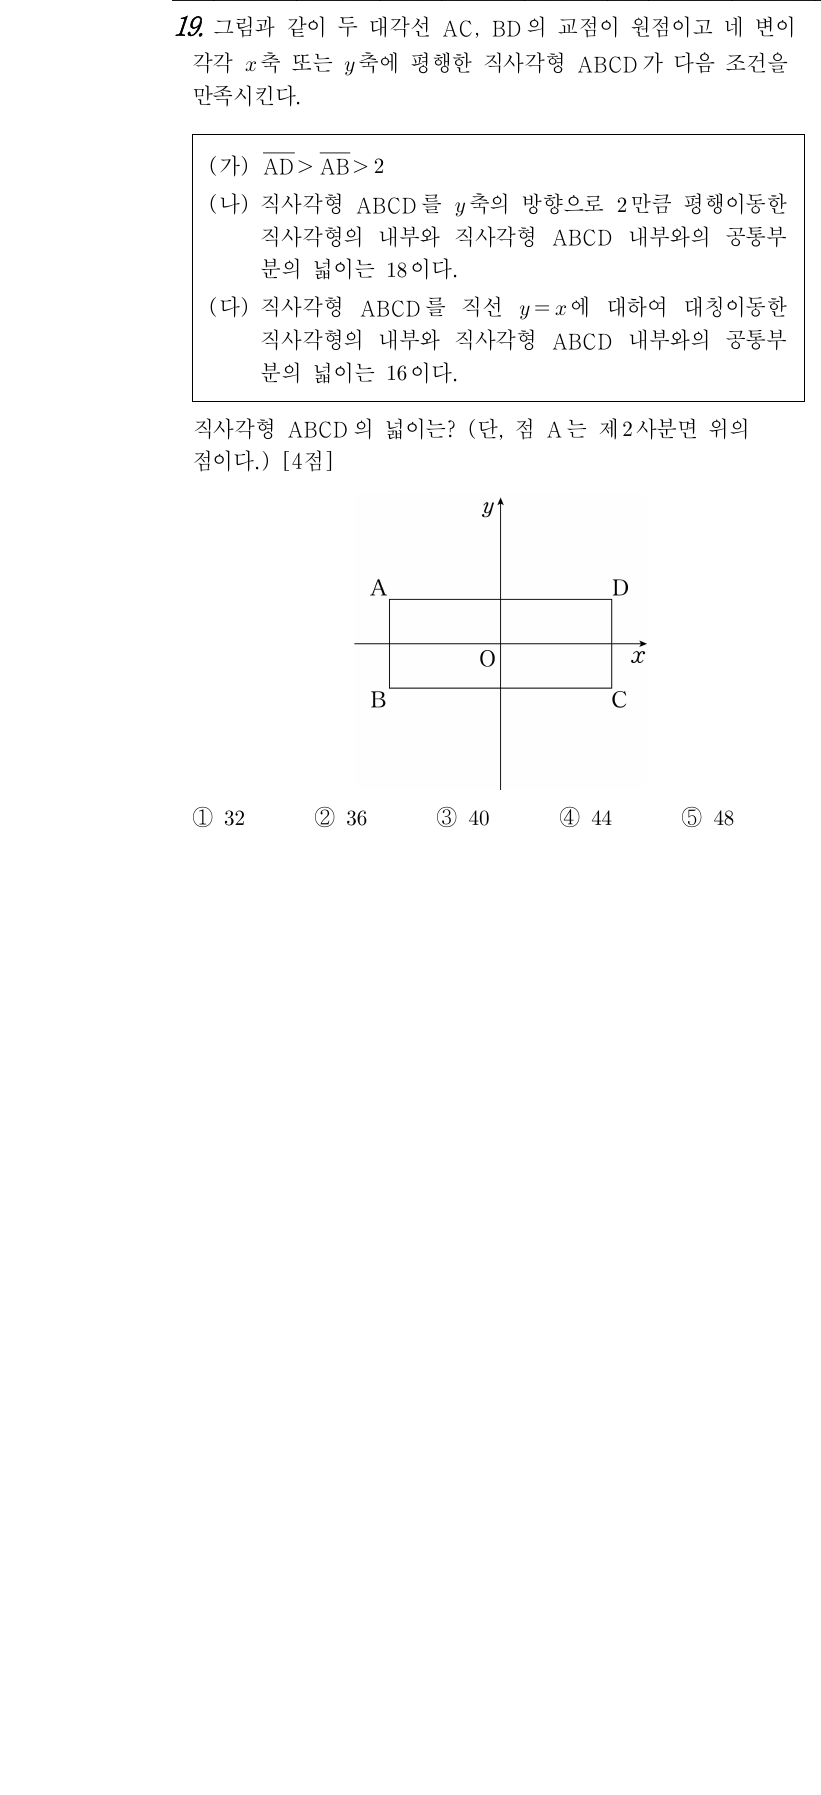 19. 그림과 같이 두 대각선 AC, BD의 교점이 원점이고 네 변이
각각 x축 또는 y축에 평행한 직사각형 ABCD가 다음 조건을
만족시킨다.
(가) A͞D͞ > A͞B͞ > 2
(나) 직사각형 ABCD를 y축의 방향으로 2만큼 평행이동한
직사각형의 내부와 직사각형 ABCD 내부와의 공통부
분의 넓이는 18이다.
(다) 직사각형 ABCD를 직선 y=x에 대하여 대칭이동한
직사각형의 내부와 직사각형 ABCD 내부와의 공통부
분의 넓이는 16이다.
직사각형 ABCD의 넓이는? (단, 점 A는 제2사분면 위의
점이다.) [4점]
y
A D
O x
B C
① 32 ② 36 ③ 40 ④ 44 ⑤ 48